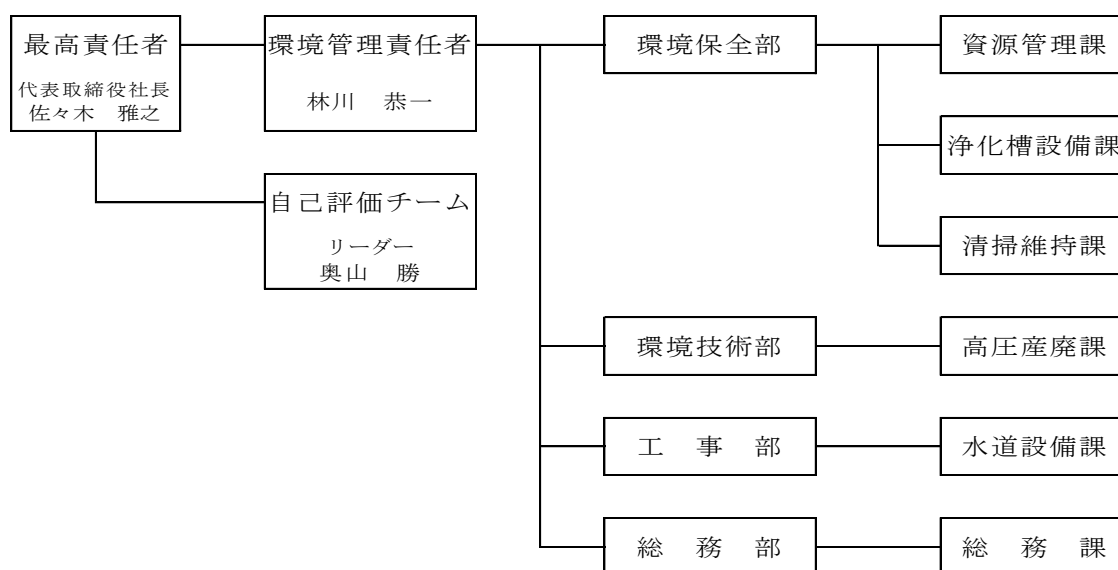 最高責任者
代表取締役社長
佐々木　雅之
環境管理責任者
林川　恭一
自己評価チーム
リーダー
奥山　勝
環境保全部
資源管理課
浄化槽設備課
清掃維持課
環境技術部
高圧産廃課
工　事　部
水道設備課
総　務　部
総　務　課